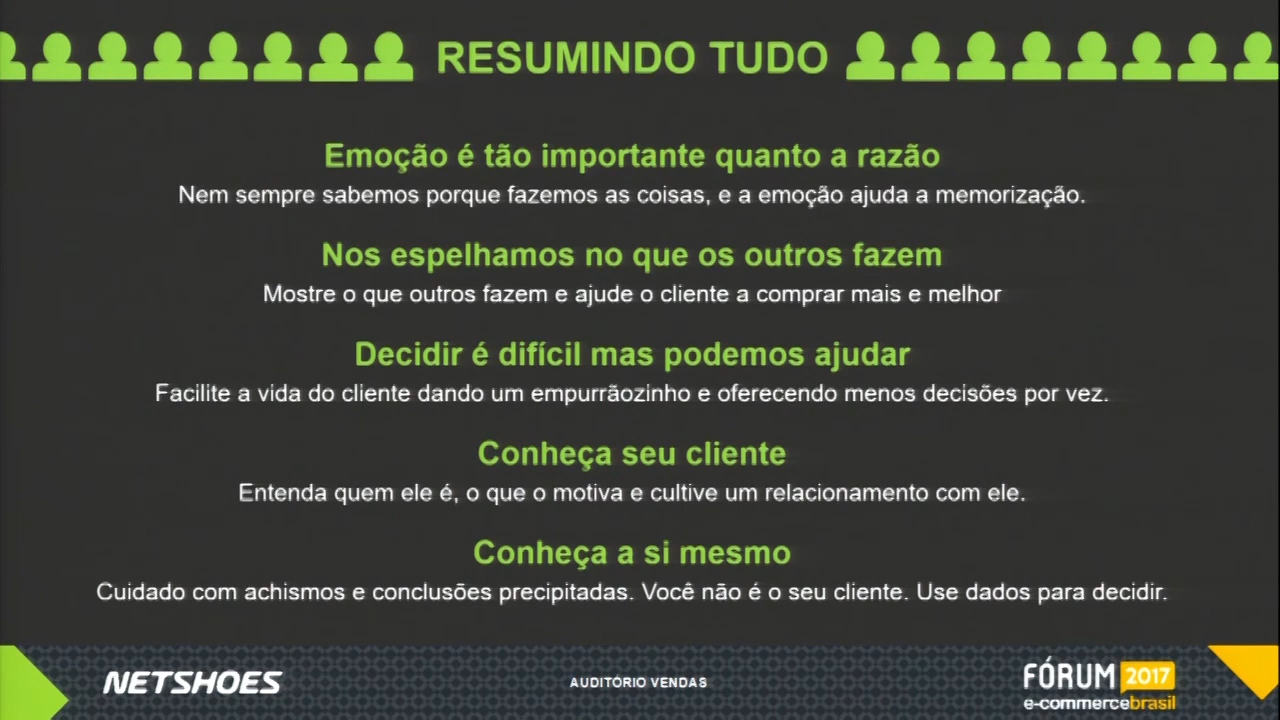 RESUMINDO TUDO
Emoção é tão importante quanto a razão
Nem sempre sabemos porque fazemos as coisas, e a emoção ajuda a memorização.
Nos espelhamos no que os outros fazem
Mostre o que outros fazem e ajude o cliente a comprar mais e melhor
Decidir é difícil mas podemos ajudar
Facilite a vida do cliente dando um empurrãozinho e oferecendo menos decisões por vez.
Conheça seu cliente
Entenda quem ele é, o que o motiva e cultive um relacionamento com ele.
Conheça a si mesmo
Cuidado com achismos e conclusões precipitadas. Você não é o seu cliente. Use dados para decidir.
NETSHOES
AUDITÓRIO VENDAS
FÓRUM 2017
e-commercebrasil